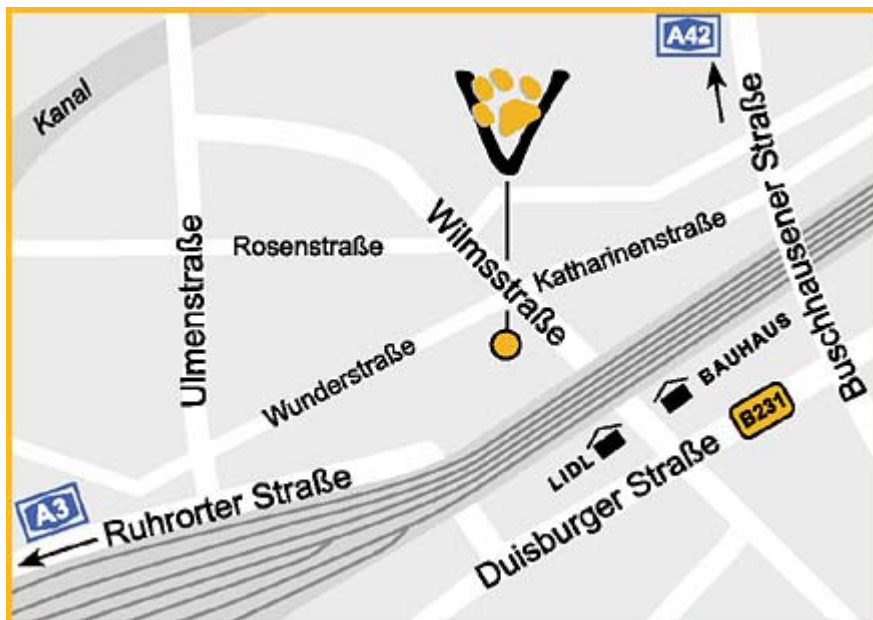 A42
Kanal
Buschhausener Straße
Ulmenstraße
Wilmsstraße
Rosenstraße
Katharinenstraße
Wunderstraße
BAUHAUS
B231
LIDL
A3
Ruhrorter Straße
Duisburger Straße